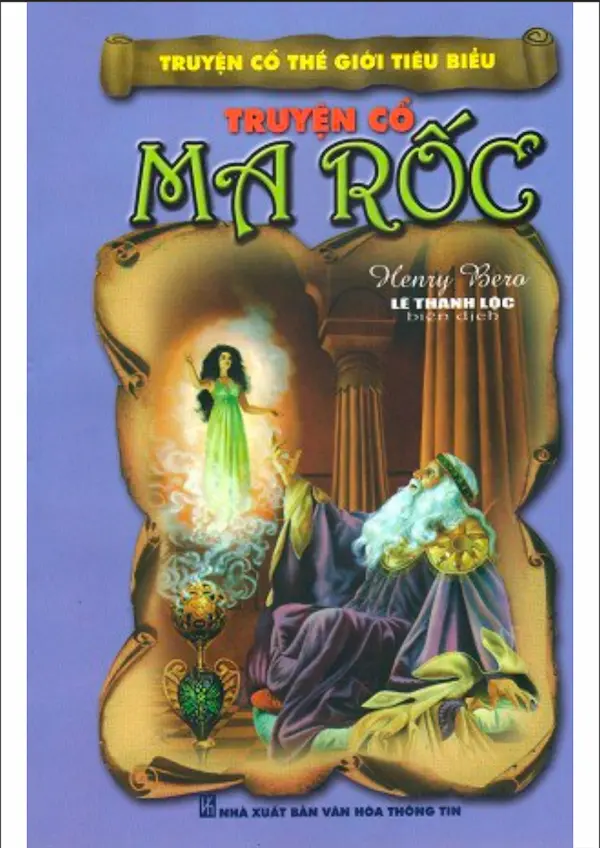 TRUYỆN CỔ THẾ GIỚI TIÊU BIỂU
TRUYỆN CỔ
MA RỐC
Henry Bero
LÊ THANH LỘC
biên dịch
NHÀ XUẤT BẢN VĂN HÓA THÔNG TIN